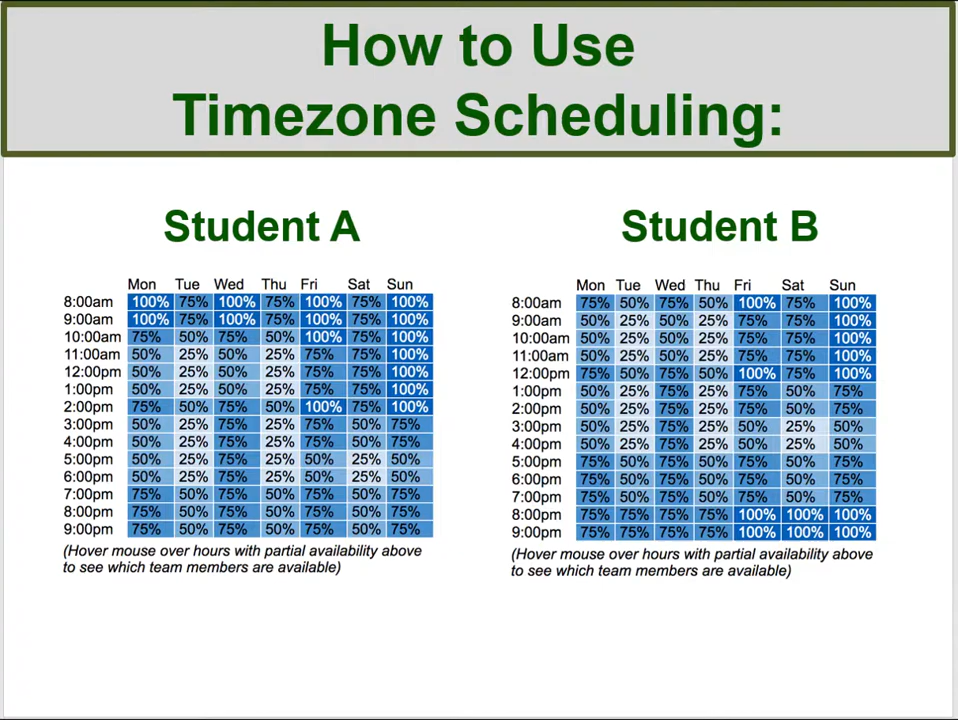 How to Use
Timezone Scheduling:
Student A
Mon Tue Wed Thu Fri Sat Sun
8:00am 100% 75% 100% 75% 100% 75% 100%
9:00am 100% 75% 100% 75% 100% 75% 100%
10:00am 75% 50% 75% 50% 100% 75% 100%
11:00am 50% 25% 50% 25% 75% 75% 100%
12:00pm 50% 25% 50% 25% 75% 75% 100%
1:00pm 50% 25% 50% 25% 75% 75% 100%
2:00pm 75% 50% 75% 50% 100% 75% 100%
3:00pm 50% 25% 75% 25% 75% 50% 75%
4:00pm 50% 25% 75% 25% 75% 50% 75%
5:00pm 50% 25% 75% 25% 50% 25% 50%
6:00pm 50% 25% 75% 25% 50% 25% 50%
7:00pm 75% 50% 75% 50% 75% 50% 75%
8:00pm 75% 50% 75% 50% 75% 50% 75%
9:00pm 75% 50% 75% 50% 75% 50% 75%
(Hover mouse over hours with partial availability above
to see which team members are available)
Student B
Mon Tue Wed Thu Fri Sat Sun
8:00am 75% 50% 75% 50% 100% 75% 100%
9:00am 50% 25% 50% 25% 75% 75% 100%
10:00am 50% 25% 50% 25% 75% 75% 100%
11:00am 50% 25% 50% 25% 75% 75% 100%
12:00pm 75% 50% 75% 50% 100% 75% 100%
1:00pm 50% 25% 75% 25% 75% 50% 75%
2:00pm 50% 25% 75% 25% 75% 50% 75%
3:00pm 50% 25% 75% 25% 50% 25% 50%
4:00pm 50% 25% 75% 25% 50% 25% 50%
5:00pm 75% 50% 75% 50% 75% 50% 75%
6:00pm 75% 50% 75% 50% 75% 50% 75%
7:00pm 75% 50% 75% 50% 75% 50% 75%
8:00pm 75% 75% 75% 75% 100% 100% 100%
9:00pm 75% 75% 75% 75% 100% 100% 100%
(Hover mouse over hours with partial availability above
to see which team members are available)